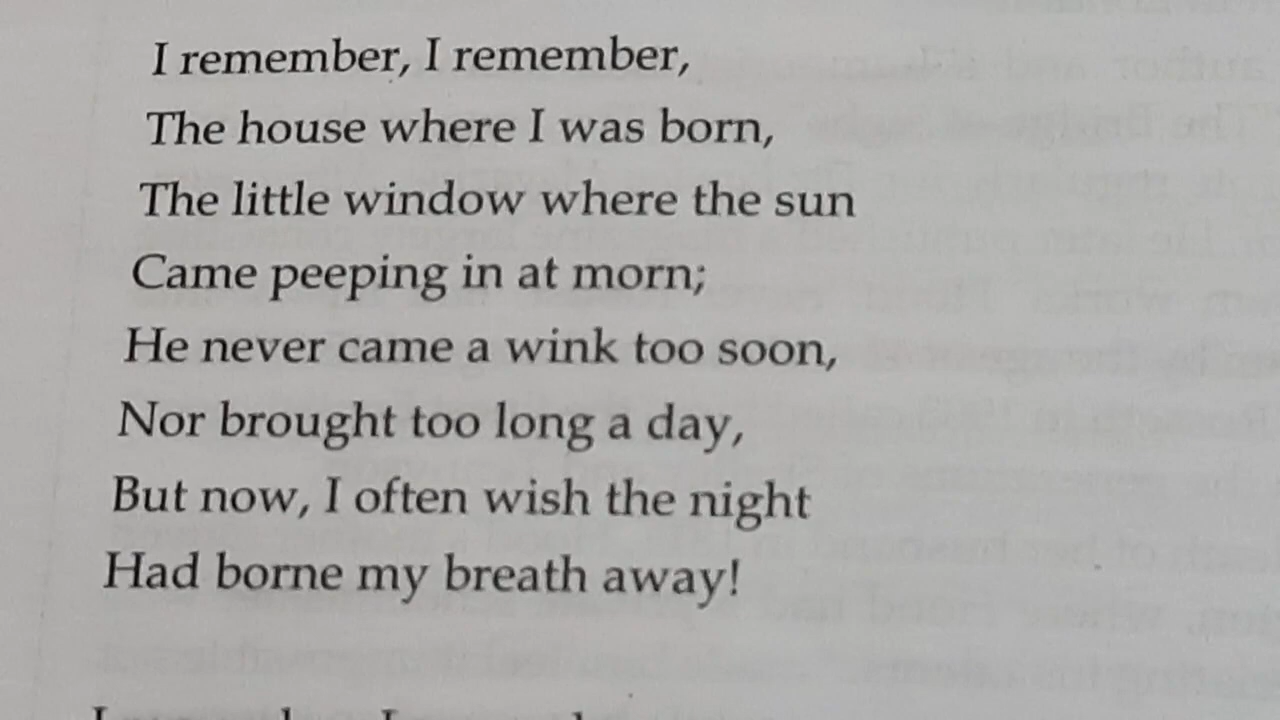 I remember, I remember,
The house where I was born,
The little window where the sun
Came peeping in at morn;
He never came a wink too soon,
Nor brought too long a day,
But now, I often wish the night
Had borne my breath away!